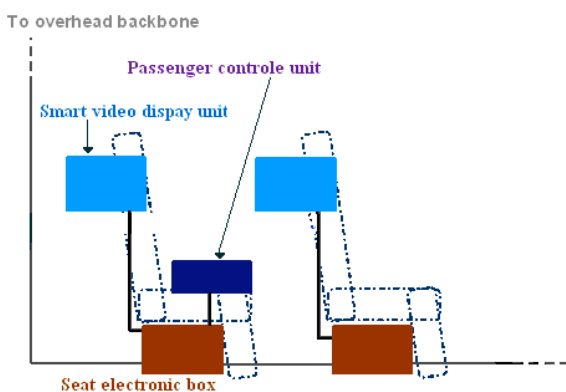 To overhead backbone
Passenger controle unit
Smart video dispay unit
Seat electronic box